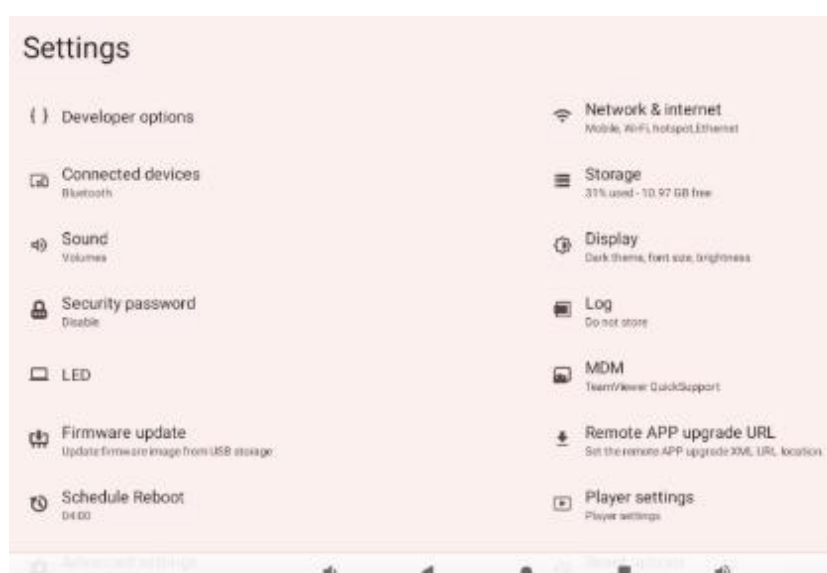 Settings
Developer options
Network & internet
Mobile, Wi-Fi, hotspot,Ethernet
Connected devices
Bluetooth
Storage
31% used - 10.97 GB free
Sound
Volumes
Display
Dark theme, font size, brightness
Security password
Disable
Log
Do not store
LED
MDM
TeamViewer QuickSupport
Firmware update
Update firmware image from USB storage
Remote APP upgrade URL
Set the remote APP upgrade XML URL location.
Schedule Reboot
04:00
Player settings
Player settings
Advanced settings